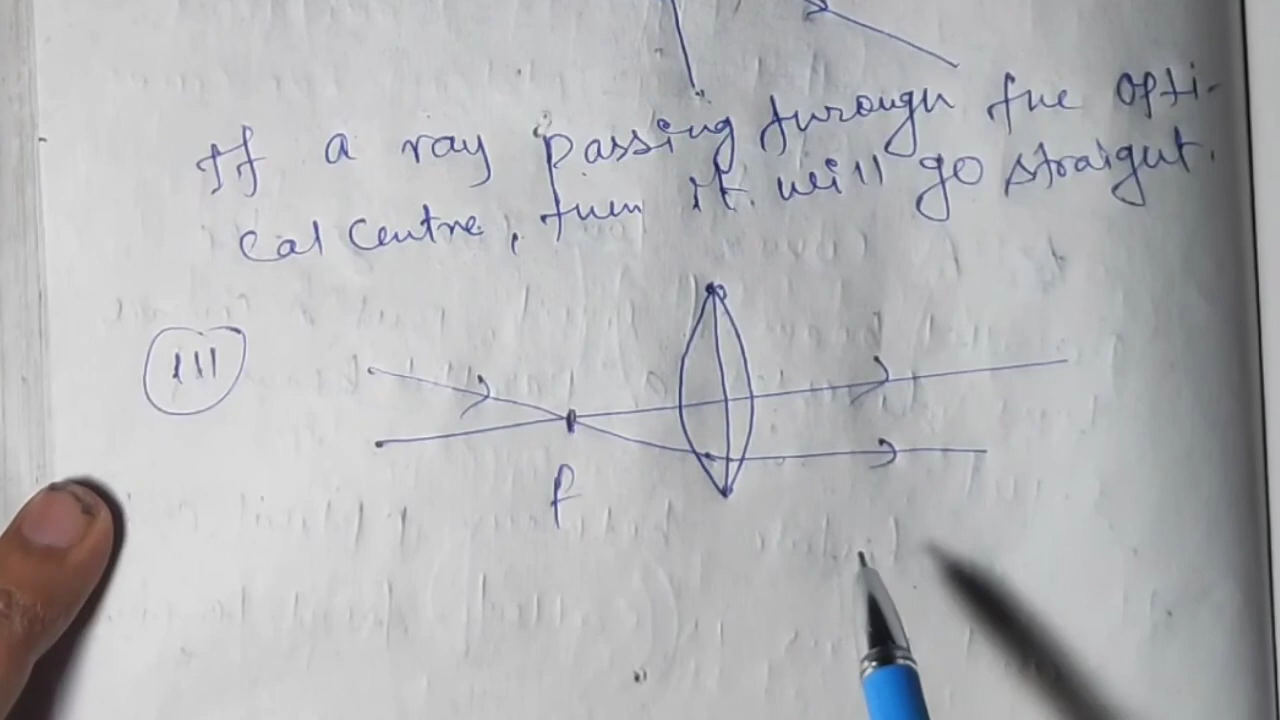 If a ray passing through the opti-
cal centre, then it will go straight.
III
f